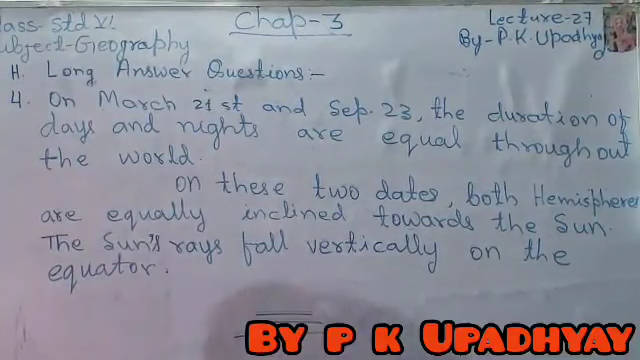 lass- Std VI
Chap-3
Lecture-27
ubject-Geography
By- P.K. Upadhyay
H. Long Answer Questions:-
4. On March 21st and Sep. 23, the duration of
days and nights are equal throughout
the world.
on these two dates, both Hemispheres
are equally inclined towards the Sun.
The Sun's rays fall vertically on the
equator.
By P K Upadhyay